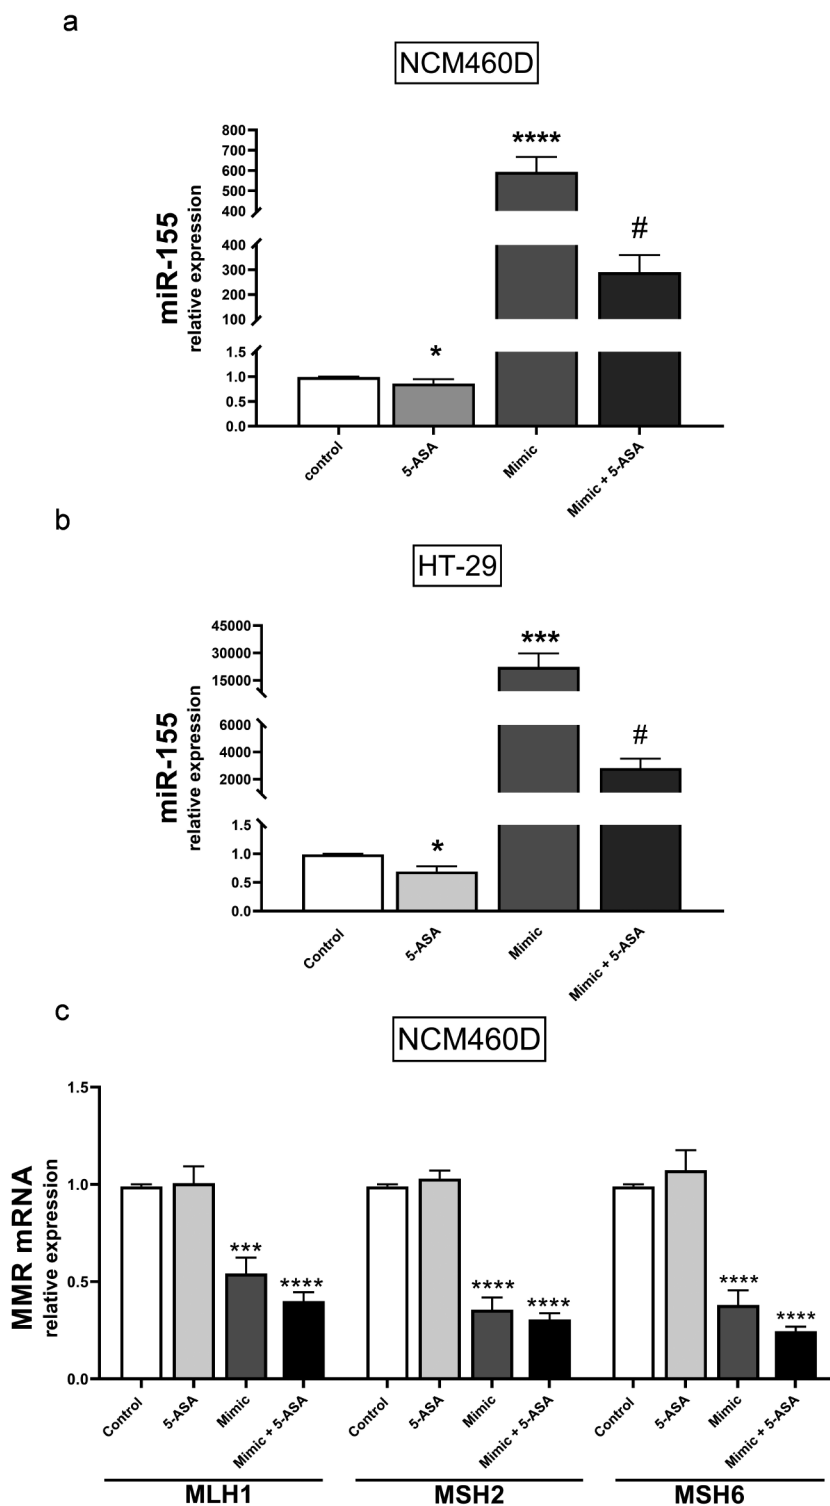 a
NCM460D
miR-155
relative expression
800
700
600
500
400
400
300
200
100
1.5
1.0
0.5
0.0
****
#
*
control
5-ASA
Mimic
Mimic + 5-ASA
b
HT-29
miR-155
relative expression
45000
30000
15000
6000
4000
2000
1.5
1.0
0.5
0.0
***
#
*
Control
5-ASA
Mimic
Mimic + 5-ASA
c
NCM460D
MMR mRNA
relative expression
1.5
1.0
0.5
0.0
***
****
****
****
****
****
Control
5-ASA
Mimic
Mimic + 5-ASA
Control
5-ASA
Mimic
Mimic + 5-ASA
Control
5-ASA
Mimic
Mimic + 5-ASA
MLH1
MSH2
MSH6